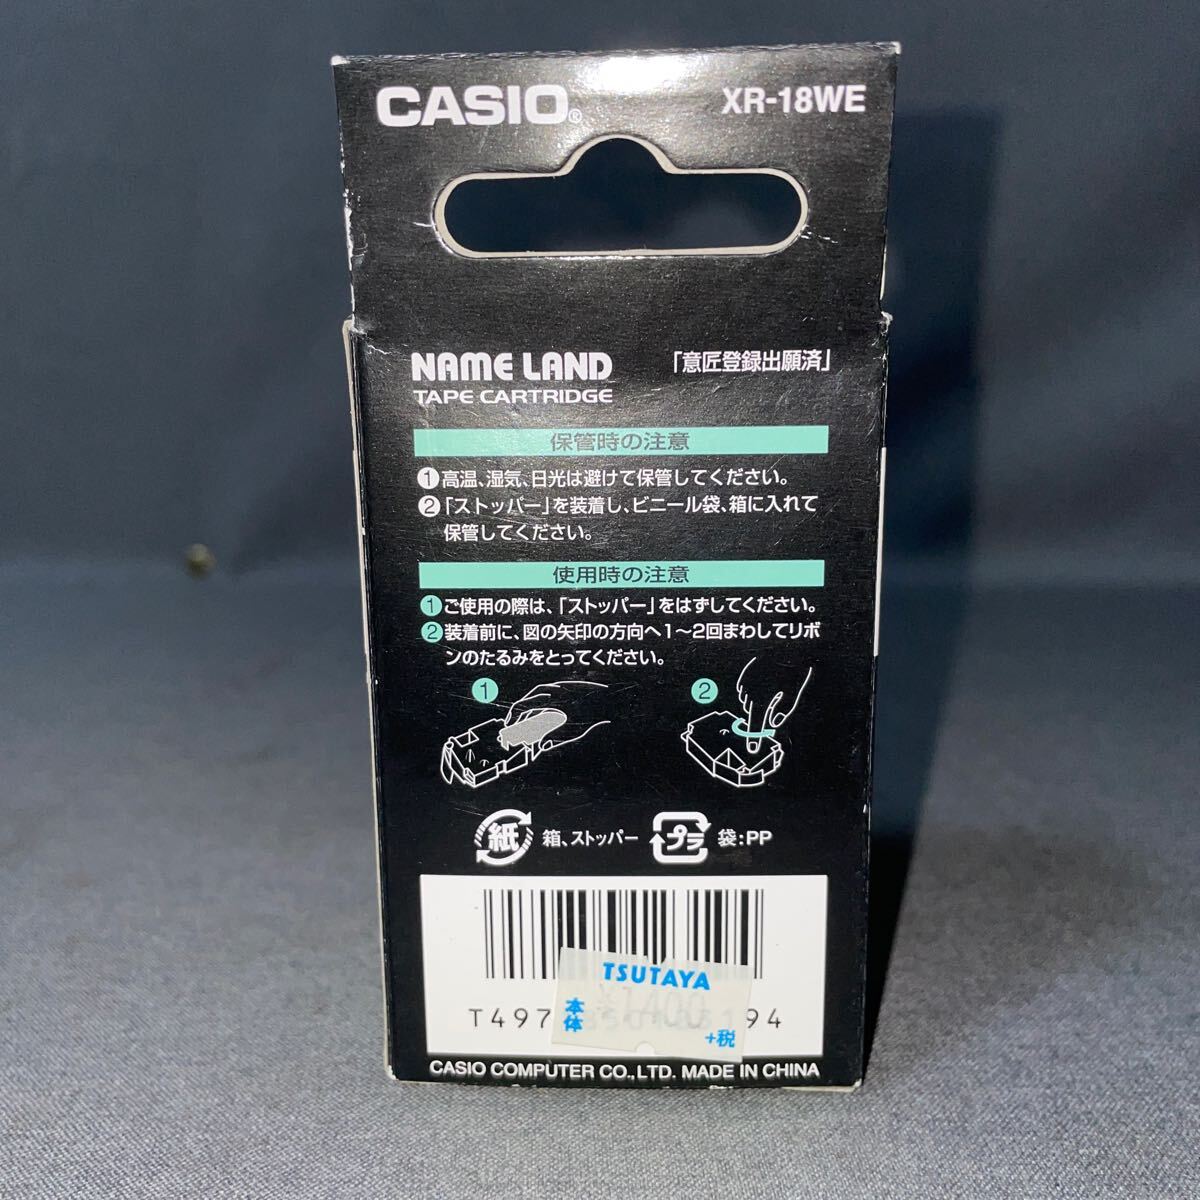 CASIO®
XR-18WE
NAME LAND
TAPE CARTRIDGE
「意匠登録出願済」
保管時の注意
❶高温、湿気、日光は避けて保管してください。
❷「ストッパー」を装着し、ビニール袋、箱に入れて
保管してください。
使用時の注意
❶ご使用の際は、「ストッパー」をはずしてください。
❷装着前に、図の矢印の方向へ1〜2回まわしてリボ
ンのたるみをとってください。
❶
❷
紙 箱、ストッパー
プラ 袋:PP
TSUTAYA
本体
¥1,400
+税
CASIO COMPUTER CO.,LTD. MADE IN CHINA